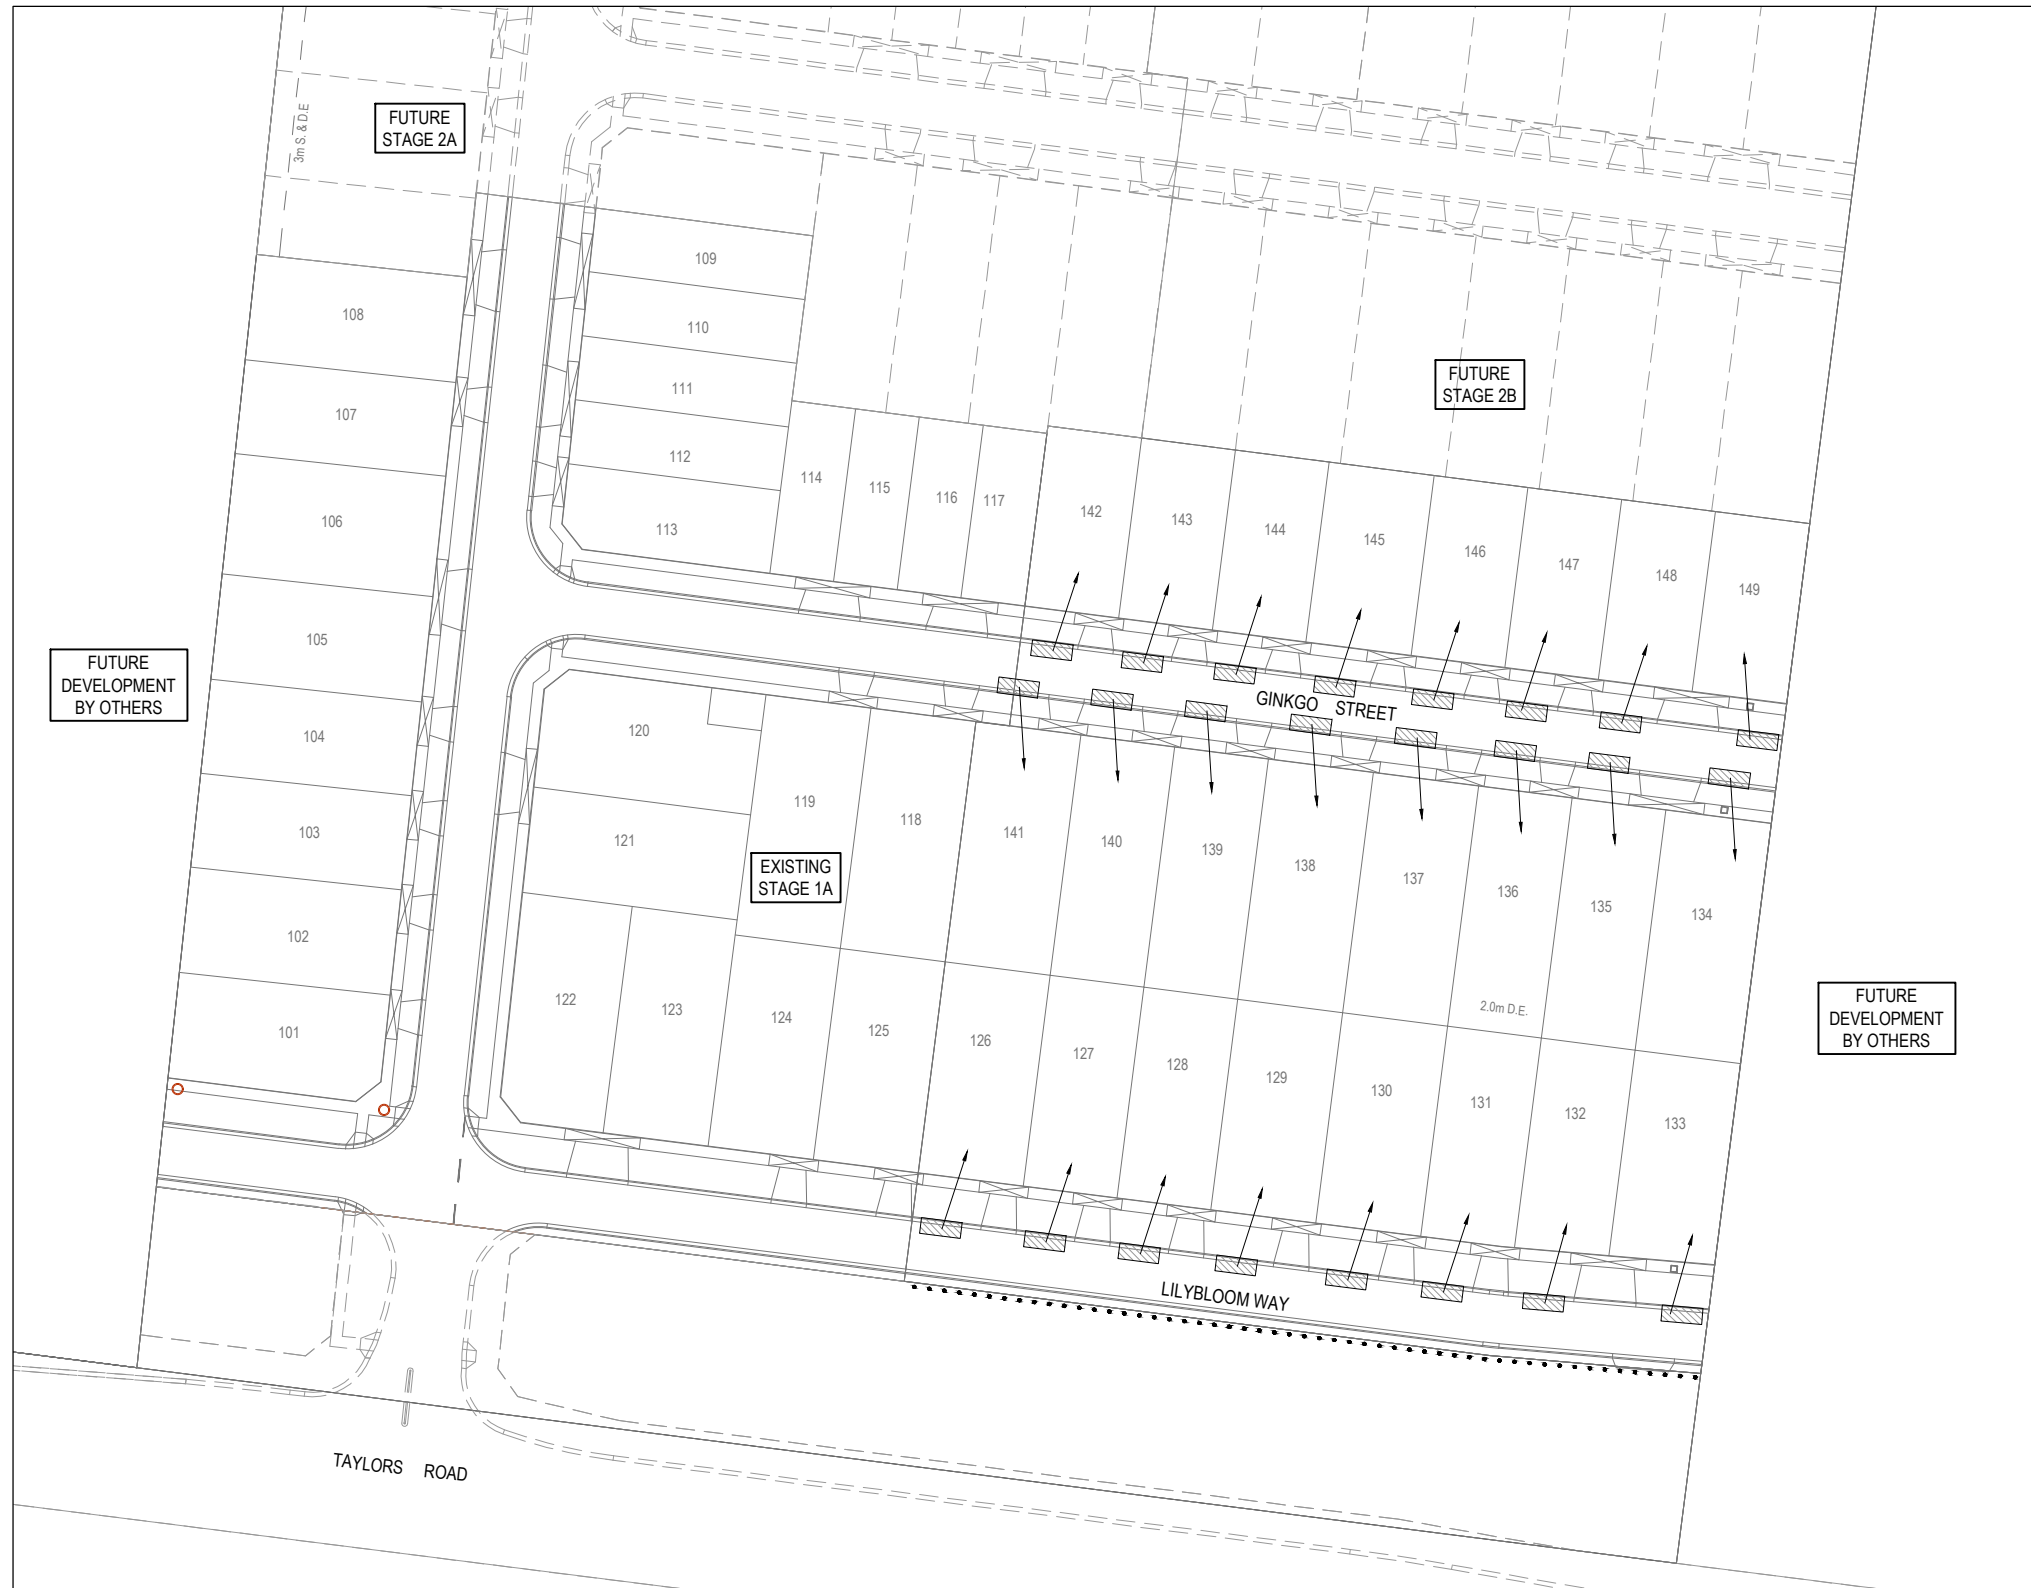 FUTURE
STAGE 2A
3m S. & D.E
109
108
110
FUTURE
STAGE 2B
111
107
112
114
115
116
117
142
143
144
145
146
147
148
149
106
113
FUTURE
DEVELOPMENT
BY OTHERS
105
GINKGO STREET
104
120
119
118
141
140
139
138
137
136
135
134
103
121
EXISTING
STAGE 1A
102
122
123
124
125
126
127
128
129
130
131
132
133
2.0m D.E.
FUTURE
DEVELOPMENT
BY OTHERS
101
LILYBLOOM WAY
TAYLORS ROAD